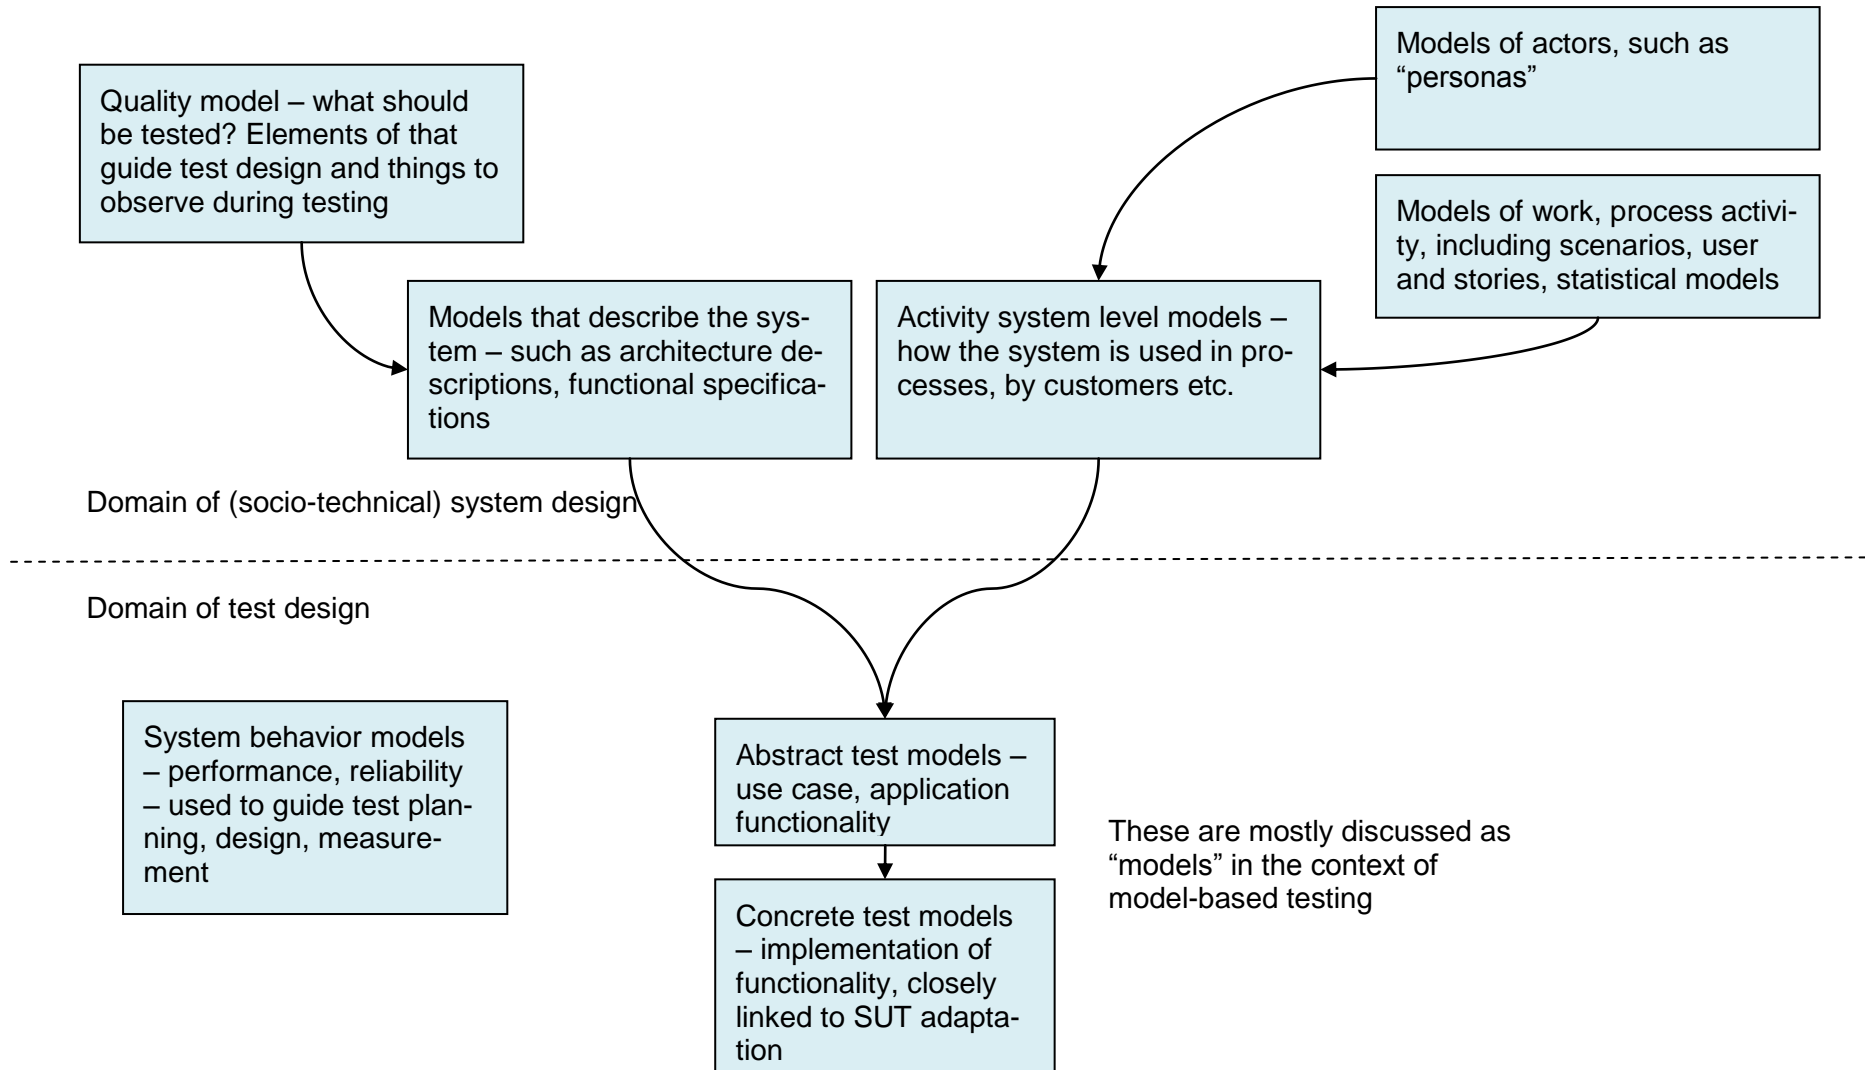 Models of actors, such as
“personas”
Quality model – what should
be tested? Elements of that
guide test design and things to
observe during testing
Models of work, process activi-
ty, including scenarios, user
and stories, statistical models
Models that describe the sys-
tem – such as architecture de-
scriptions, functional specifica-
tions
Activity system level models –
how the system is used in pro-
cesses, by customers etc.
Domain of (socio-technical) system design
Domain of test design
System behavior models
– performance, reliability
– used to guide test plan-
ning, design, measure-
ment
Abstract test models –
use case, application
functionality
These are mostly discussed as
“models” in the context of
model-based testing
Concrete test models
– implementation of
functionality, closely
linked to SUT adapta-
tion